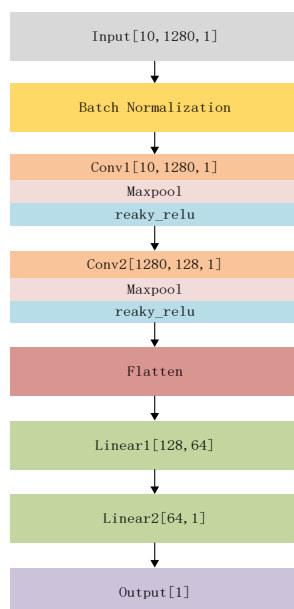 Input[10,1280,1]
Batch Normalization
Conv1[10,1280,1]
Maxpool
reaky_relu
Conv2[1280,128,1]
Maxpool
reaky_relu
Flatten
Linear1[128,64]
Linear2[64,1]
Output[1]